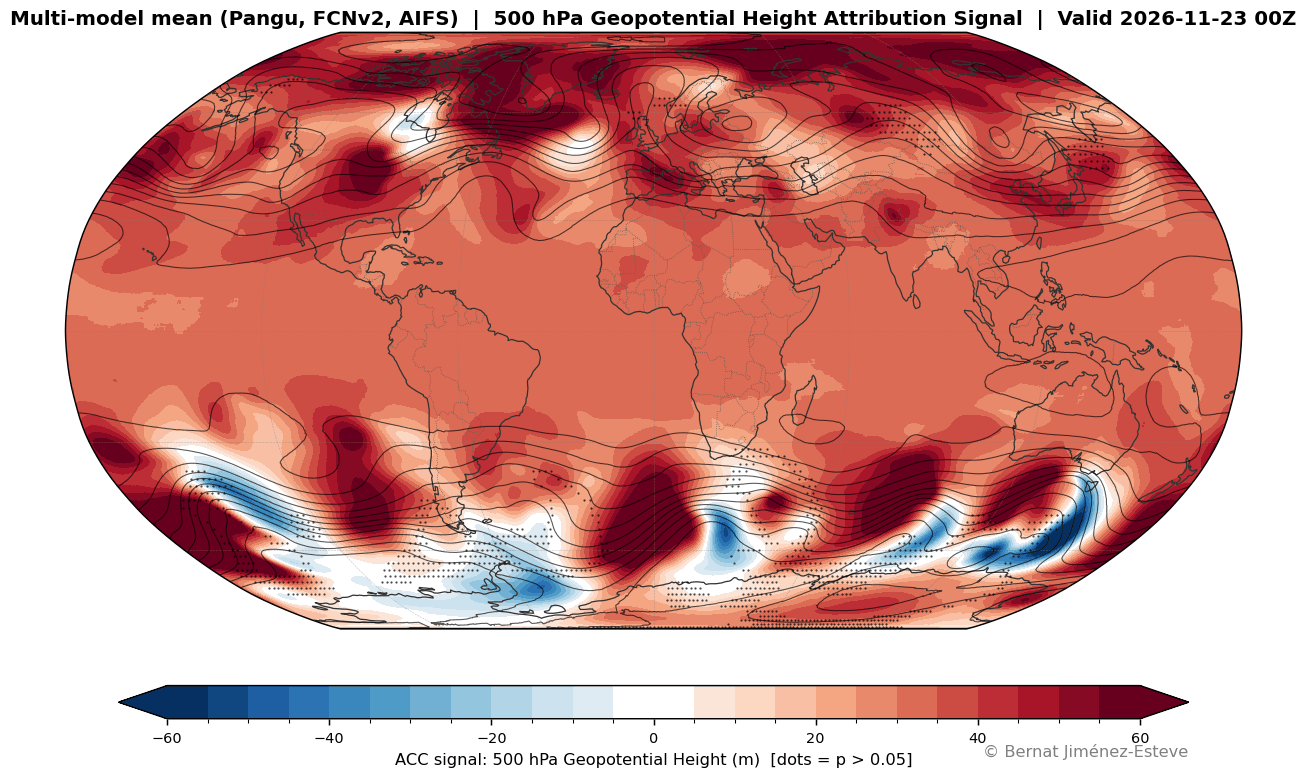 Multi-model mean (Pangu, FCNv2, AIFS)  |  500 hPa Geopotential Height Attribution Signal  |  Valid 2026-11-23 00Z
−60 −40 −20 0 20 40 60
ACC signal: 500 hPa Geopotential Height (m)  [dots = p > 0.05]
© Bernat Jiménez-Esteve